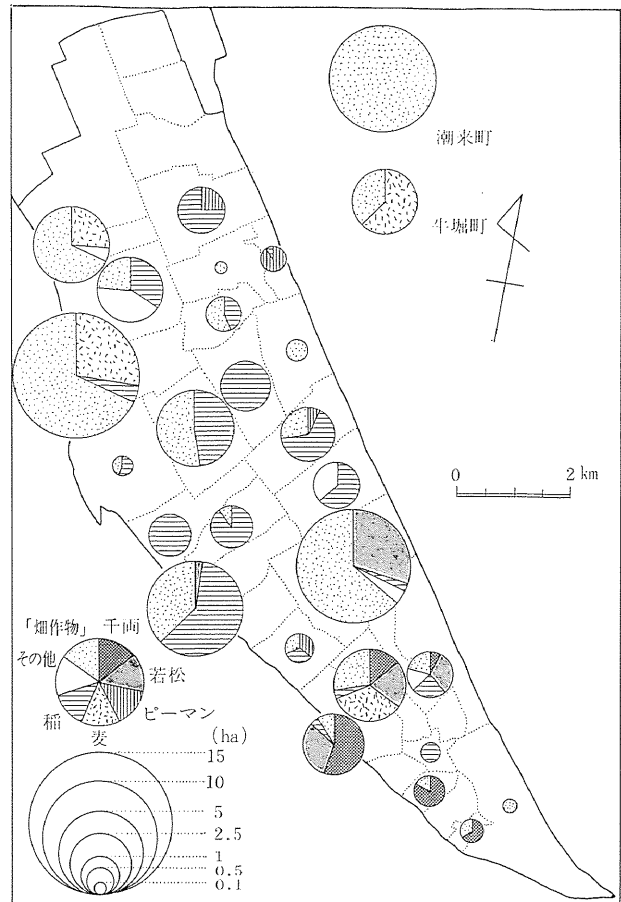 潮来町
牛堀町
0 2 km
「畑作物」 千両
その他 若松
稲 ピーマン
麦
(ha)
15
10
5
2.5
1
0.5
0.1